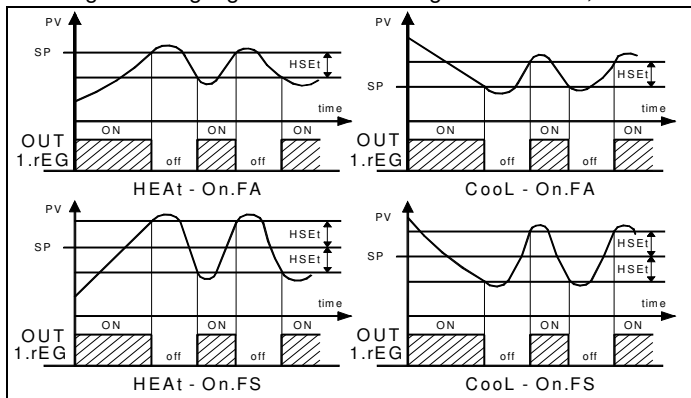 PV
SP
HSEt
time
ON
ON
ON
OUT
1.rEG
off
off
HEAt - On.FA
PV
SP
HSEt
time
ON
ON
ON
OUT
1.rEG
off
off
CooL - On.FA
PV
SP
HSEt
HSEt
time
ON
ON
ON
OUT
1.rEG
off
off
HEAt - On.FS
PV
SP
HSEt
HSEt
time
ON
ON
ON
OUT
1.rEG
off
off
CooL - On.FS